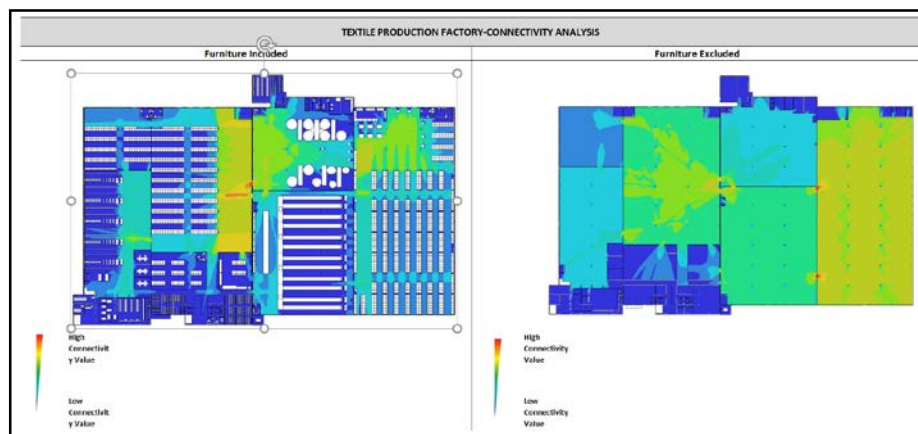 TEXTILE PRODUCTION FACTORY-CONNECTIVITY ANALYSIS
Furniture Included
Furniture Excluded
High
Connectivit
y Value
Low
Connectivit
y Value
High
Connectivity
Value
Low
Connectivity
Value